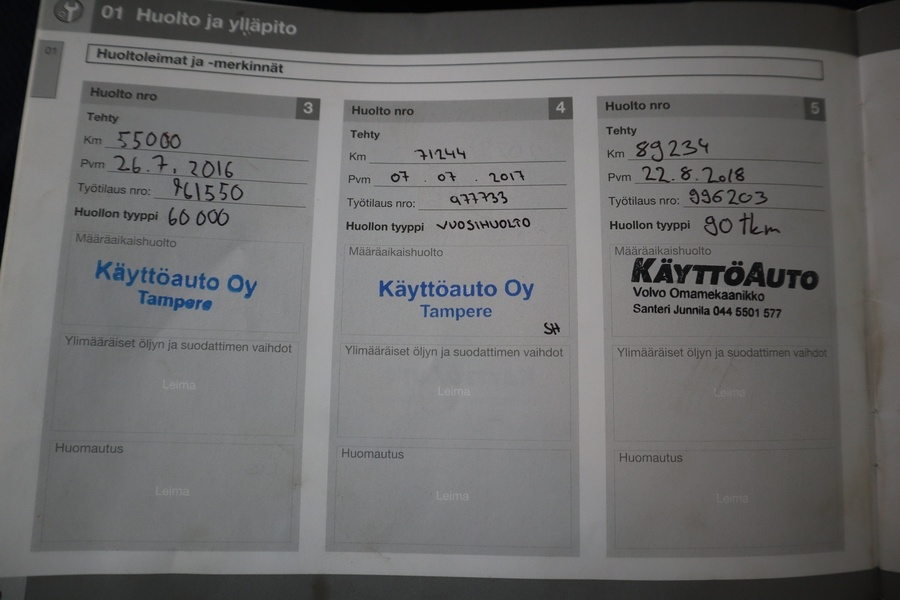 01 Huolto ja ylläpito
01
Huoltoleimat ja -merkinnät
Huolto nro 3
Tehty
Km 55000
Pvm 26.7. 2016
Työtilaus nro: 961550
Huollon tyyppi 60 000
Määräaikaishuolto
Käyttöauto Oy
Tampere
Ylimääräiset öljyn ja suodattimen vaihdot
Leima
Huomautus
Leima
Huolto nro 4
Tehty
Km 71244
Pvm 07 . 07 . 2017
Työtilaus nro: 977733
Huollon tyyppi VUOSIHUOLTO
Määräaikaishuolto
Käyttöauto Oy
Tampere
SH
Ylimääräiset öljyn ja suodattimen vaihdot
Leima
Huomautus
Leima
Huolto nro 5
Tehty
Km 89234
Pvm 22.8.2018
Työtilaus nro: 996203
Huollon tyyppi 90 tkm
Määräaikaishuolto
KÄYTTÖAUTO
Volvo Omamekaanikko
Santeri Junnila 044 5501 577
Ylimääräiset öljyn ja suodattimen vaihdot
Leima
Huomautus
Leima